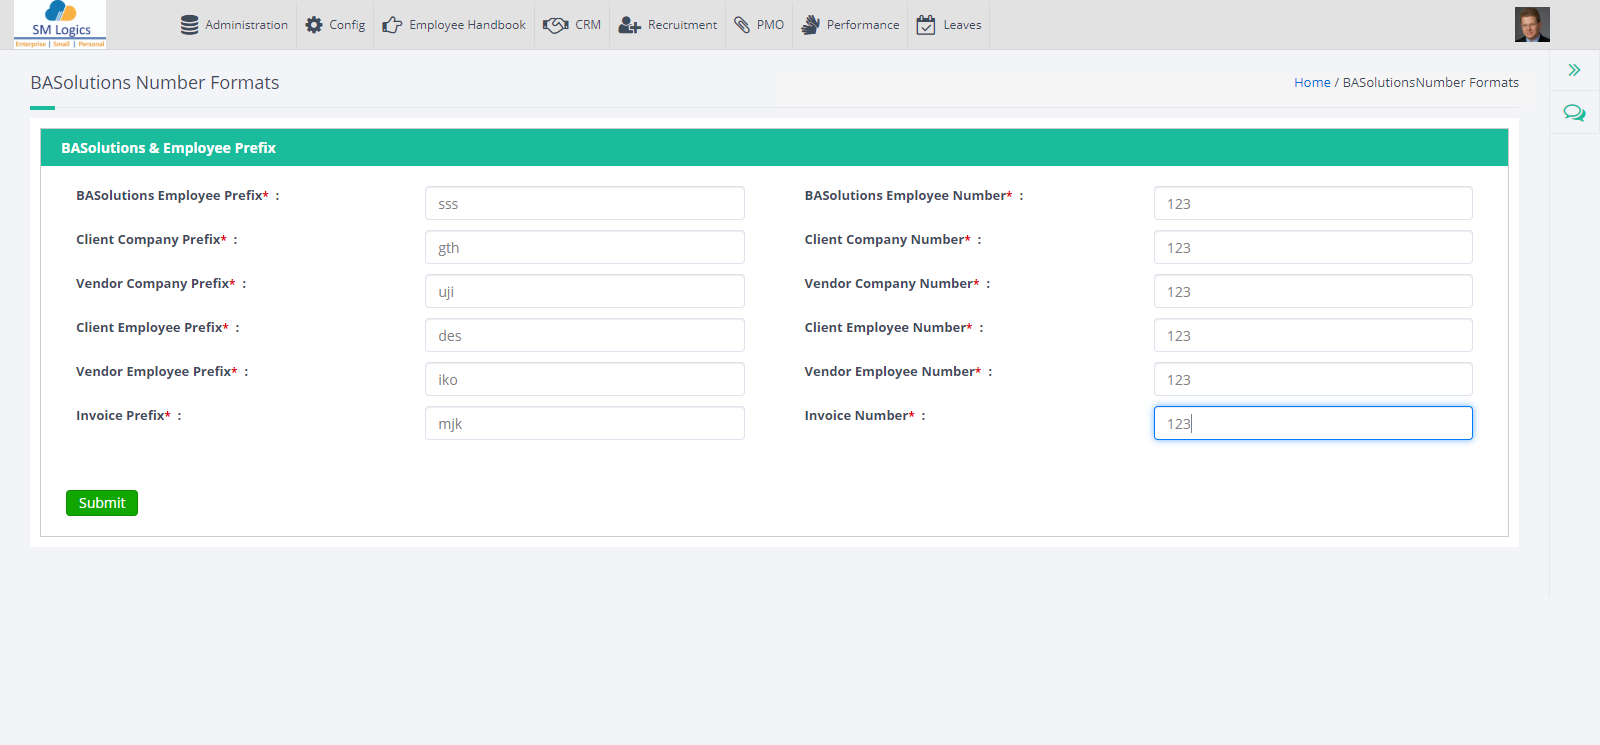 SM Logics
Enterprise | Small | Personal
Administration Config Employee Handbook CRM Recruitment PMO Performance Leaves
BASolutions Number Formats
Home / BASolutionsNumber Formats
BASolutions & Employee Prefix
BASolutions Employee Prefix* : sss BASolutions Employee Number* : 123
Client Company Prefix* : gth Client Company Number* : 123
Vendor Company Prefix* : uji Vendor Company Number* : 123
Client Employee Prefix* : des Client Employee Number* : 123
Vendor Employee Prefix* : iko Vendor Employee Number* : 123
Invoice Prefix* : mjk Invoice Number* : 123
Submit